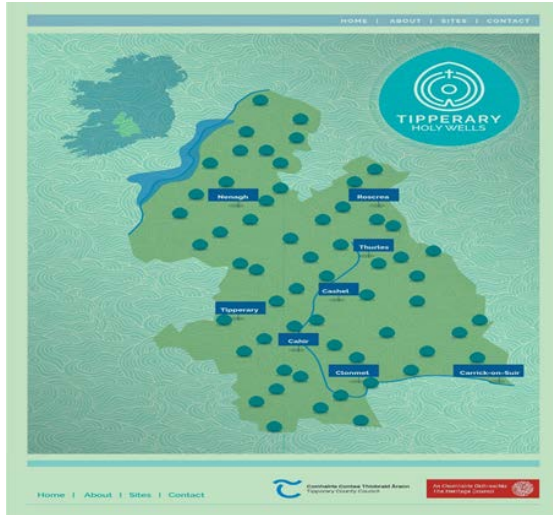 HOME | ABOUT | SITES | CONTACT
TIPPERARY
HOLY WELLS
Nenagh
Roscrea
Thurles
Cashel
Tipperary
Cahir
Clonmel
Carrick-on-Suir
Home | About | Sites | Contact
Comhairle Contae Thiobraid Árann
Tipperary County Council
An Chomhairle Oidhreachta
The Heritage Council